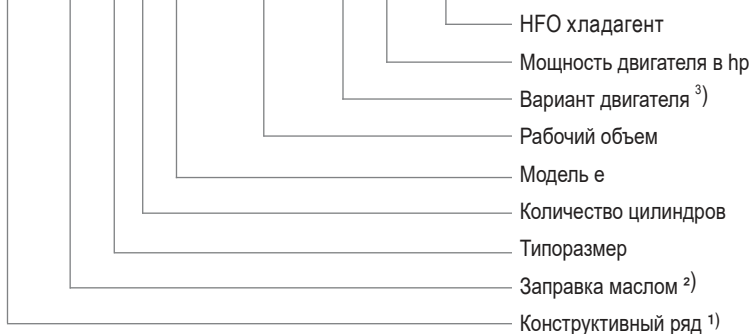 HFO хладагент
Мощность двигателя в hp
Вариант двигателя ³)
Рабочий объем
Модель е
Количество цилиндров
Типоразмер
Заправка маслом ²)
Конструктивный ряд ¹)